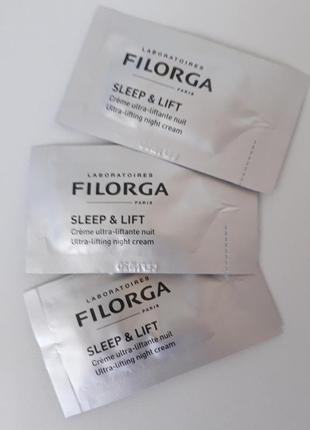 LABORATOIRES
FILORGA
PARIS
SLEEP & LIFT
Crème ultra-liftante nuit
Ultra-lifting night cream
LABORATOIRES
FILORGA
PARIS
SLEEP & LIFT
Crème ultra-liftante nuit
Ultra-lifting night cream
LABORATOIRES
FILORGA
PARIS
SLEEP & LIFT
Crème ultra-liftante nuit
Ultra-lifting night cream